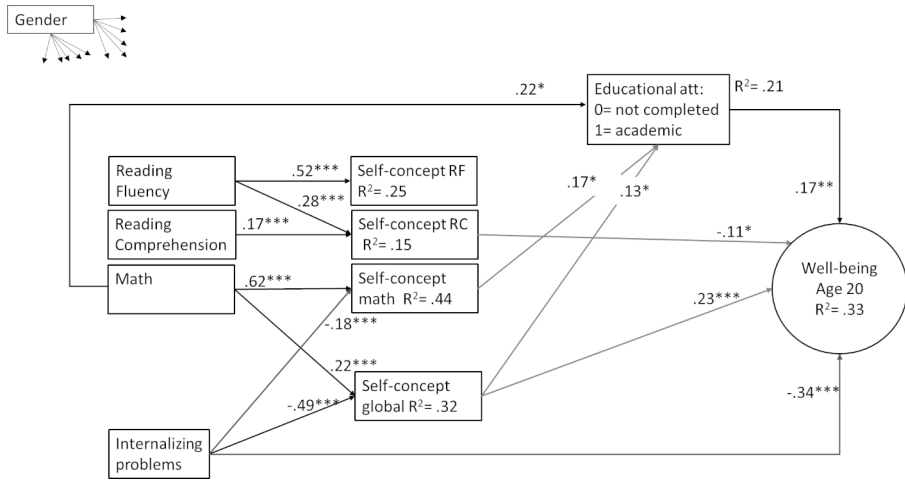 Gender
.22*
Educational att:
0= not completed
1= academic
R²= .21
Reading
Fluency
.52***
Self-concept RF
R²= .25
.17*
.13*
.17**
.28***
Reading
Comprehension
.17***
Self-concept RC
R²= .15
-.11*
Math
.62***
Self-concept
math R²= .44
Well-being
Age 20
R²= .33
-.18***
.23***
.22***
Self-concept
global R²= .32
-.49***
-.34***
Internalizing
problems